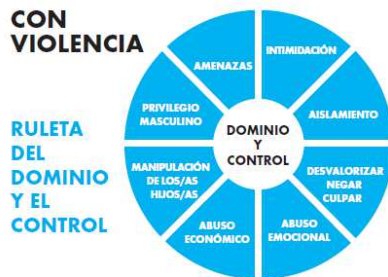 CON
VIOLENCIA
RULETA
DEL
DOMINIO
Y EL
CONTROL
DOMINIO
Y
CONTROL
INTIMIDACIÓN
AISLAMIENTO
DESVALORIZAR
NEGAR
CULPAR
ABUSO
EMOCIONAL
ABUSO
ECONÓMICO
MANIPULACIÓN
DE LOS/AS
HIJOS/AS
PRIVILEGIO
MASCULINO
AMENAZAS